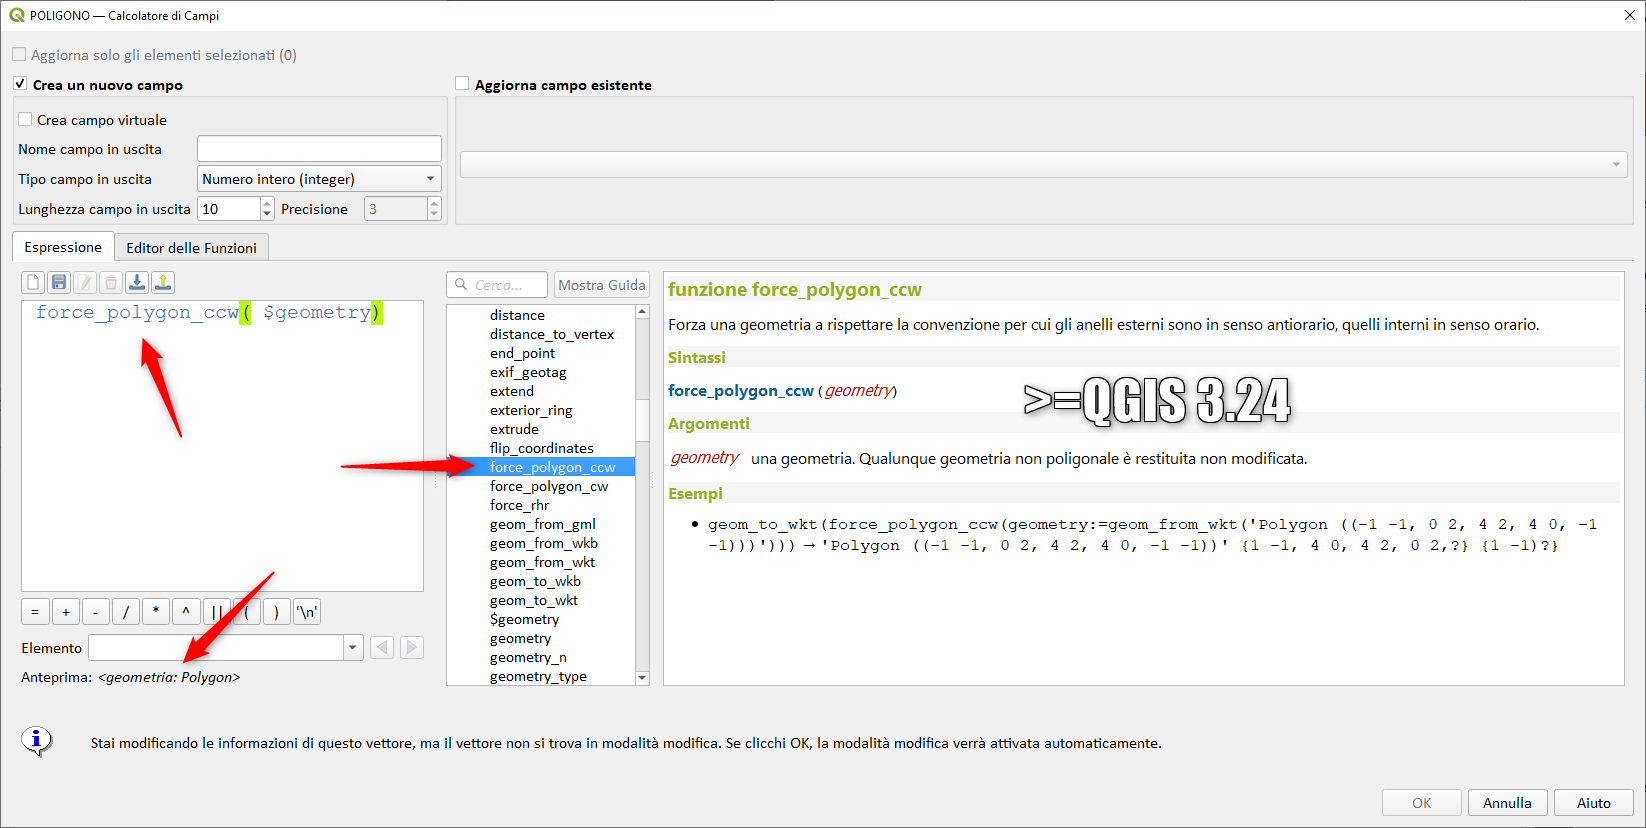 POLIGONO — Calcolatore di Campi
Aggiorna solo gli elementi selezionati (0)
Crea un nuovo campo
Aggiorna campo esistente
Crea campo virtuale
Nome campo in uscita
Tipo campo in uscita Numero intero (integer)
Lunghezza campo in uscita 10 Precisione 3
Espressione Editor delle Funzioni
force_polygon_ccw( $geometry)
Cerca... Mostra Guida
distance
distance_to_vertex
end_point
exif_geotag
extend
exterior_ring
extrude
flip_coordinates
force_polygon_ccw
force_polygon_cw
force_rhr
geom_from_gml
geom_from_wkb
geom_from_wkt
geom_to_wkb
geom_to_wkt
$geometry
geometry
geometry_n
geometry_type
funzione force_polygon_ccw
Forza una geometria a rispettare la convenzione per cui gli anelli esterni sono in senso antiorario, quelli interni in senso orario.
Sintassi
force_polygon_ccw (geometry)
>=QGIS 3.24
Argomenti
geometry una geometria. Qualunque geometria non poligonale è restituita non modificata.
Esempi
• geom_to_wkt(force_polygon_ccw(geometry:=geom_from_wkt('Polygon ((-1 -1, 0 2, 4 2, 4 0, -1
-1)))'))) → 'Polygon ((-1 -1, 0 2, 4 2, 4 0, -1 -1))' {1 -1, 4 0, 4 2, 0 2,?} {1 -1)?}
= + - / * ^ || ( ) '\n'
Elemento
Anteprima: <geometria: Polygon>
Stai modificando le informazioni di questo vettore, ma il vettore non si trova in modalità modifica. Se clicchi OK, la modalità modifica verrà attivata automaticamente.
OK Annulla Aiuto